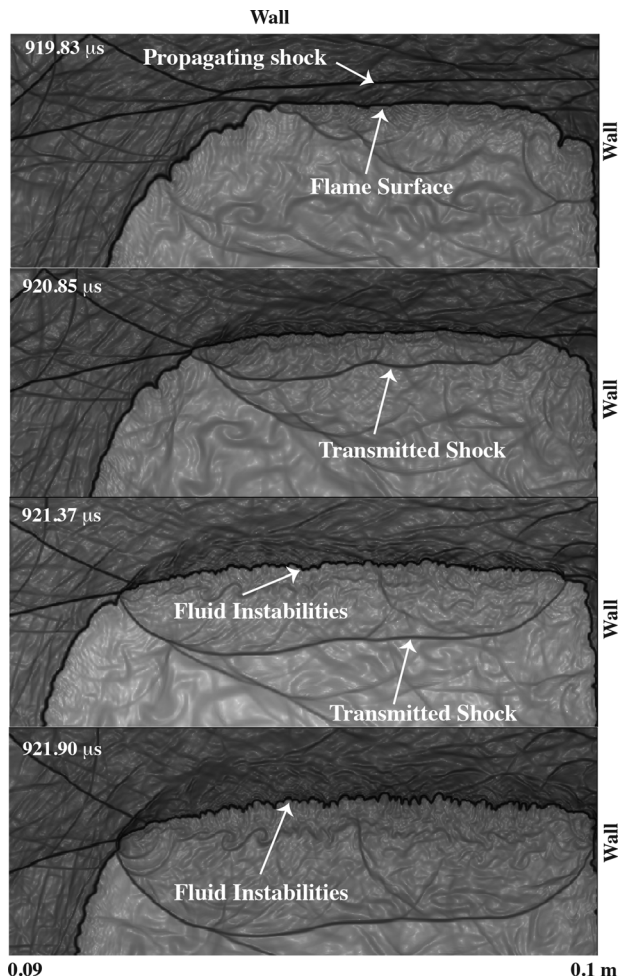 Wall
919.83 μs
Propagating shock
Wall
Flame Surface
920.85 μs
Wall
Transmitted Shock
921.37 μs
Fluid Instabilities
Wall
Transmitted Shock
921.90 μs
Wall
Fluid Instabilities
0.09
0.1 m